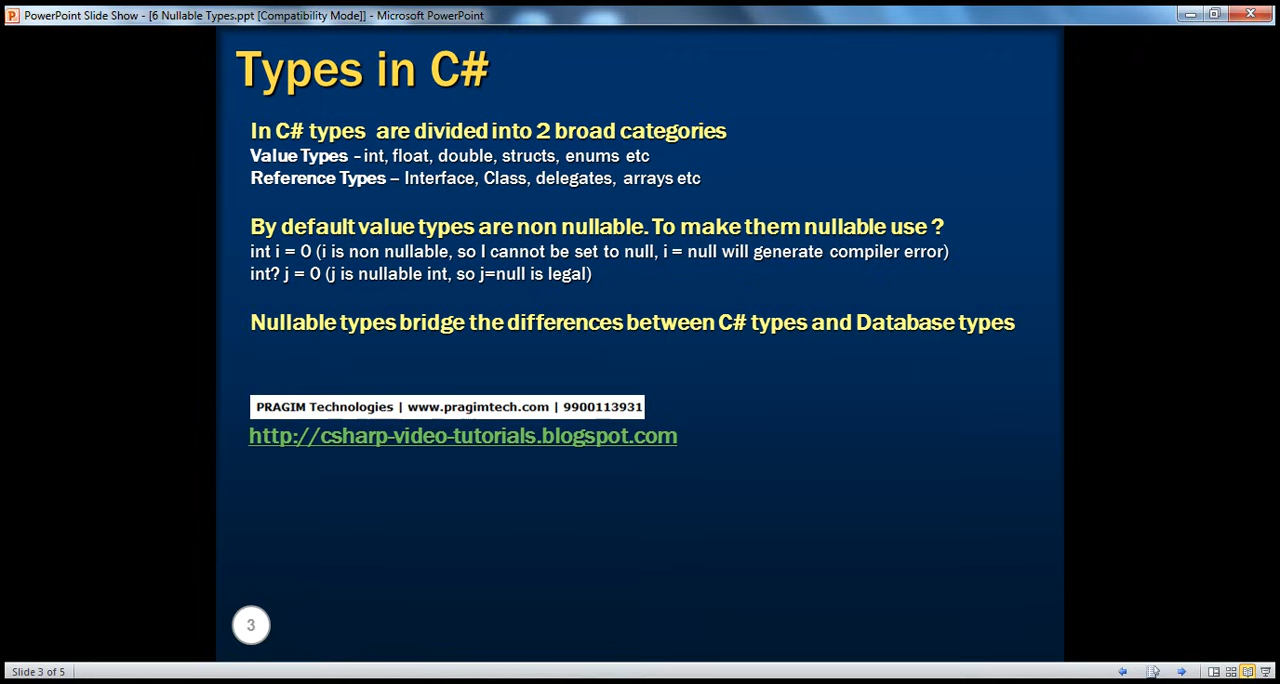 PowerPoint Slide Show - [6 Nullable Types.ppt [Compatibility Mode]] - Microsoft PowerPoint
Types in C#
In C# types are divided into 2 broad categories
Value Types - int, float, double, structs, enums etc
Reference Types – Interface, Class, delegates, arrays etc
By default value types are non nullable. To make them nullable use ?
int i = 0 (i is non nullable, so I cannot be set to null, i = null will generate compiler error)
int? j = 0 (j is nullable int, so j=null is legal)
Nullable types bridge the differences between C# types and Database types
PRAGIM Technologies | www.pragimtech.com | 9900113931
http://csharp-video-tutorials.blogspot.com
3
Slide 3 of 5